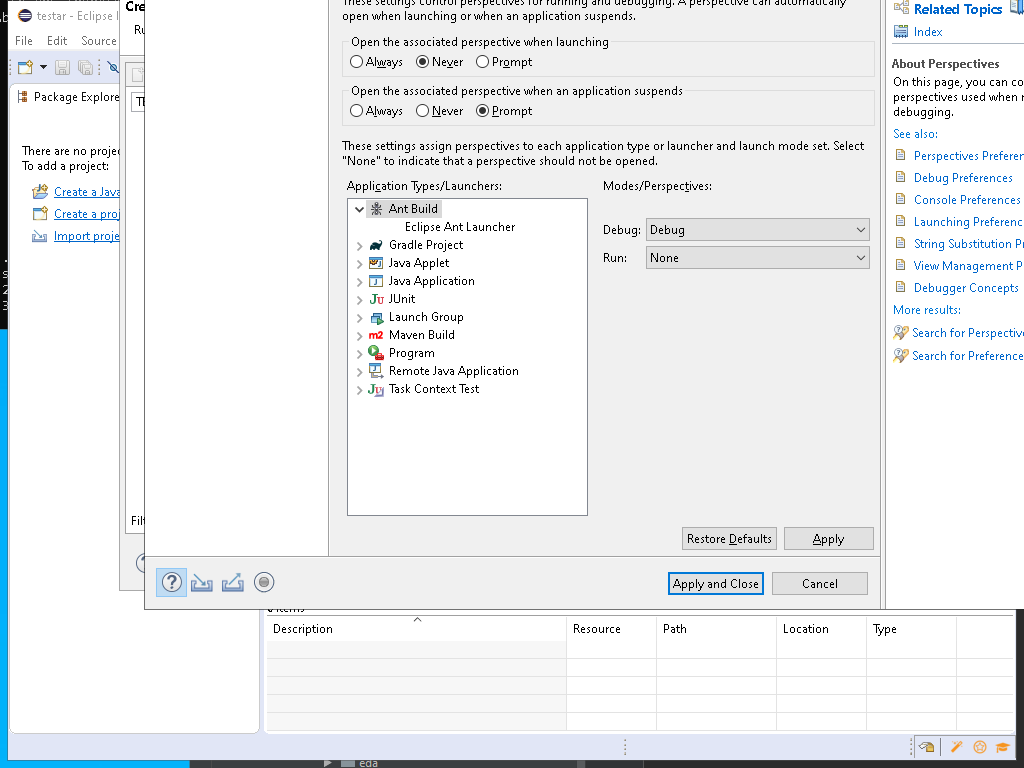 testar - Eclipse I
File Edit Source
Package Explore
There are no projec
To add a project:
Create a Java
Create a proj
Import proje
Cre
Ru
Filt
These settings control perspectives for running and debugging. A perspective can automatically
open when launching or when an application suspends.
Open the associated perspective when launching
Always Never Prompt
Open the associated perspective when an application suspends
Always Never Prompt
These settings assign perspectives to each application type or launcher and launch mode set. Select
"None" to indicate that a perspective should not be opened.
Application Types/Launchers:
Ant Build
Eclipse Ant Launcher
Gradle Project
Java Applet
Java Application
JUnit
Launch Group
Maven Build
Program
Remote Java Application
Task Context Test
Modes/Perspectives:
Debug: Debug
Run: None
Restore Defaults Apply
Apply and Close Cancel
Related Topics
Index
About Perspectives
On this page, you can co
perspectives used when r
debugging.
See also:
Perspectives Preferen
Debug Preferences
Console Preferences
Launching Preferenc
String Substitution Pr
View Management P
Debugger Concepts
More results:
Search for Perspective
Search for Preference
items
Description Resource Path Location Type
eda